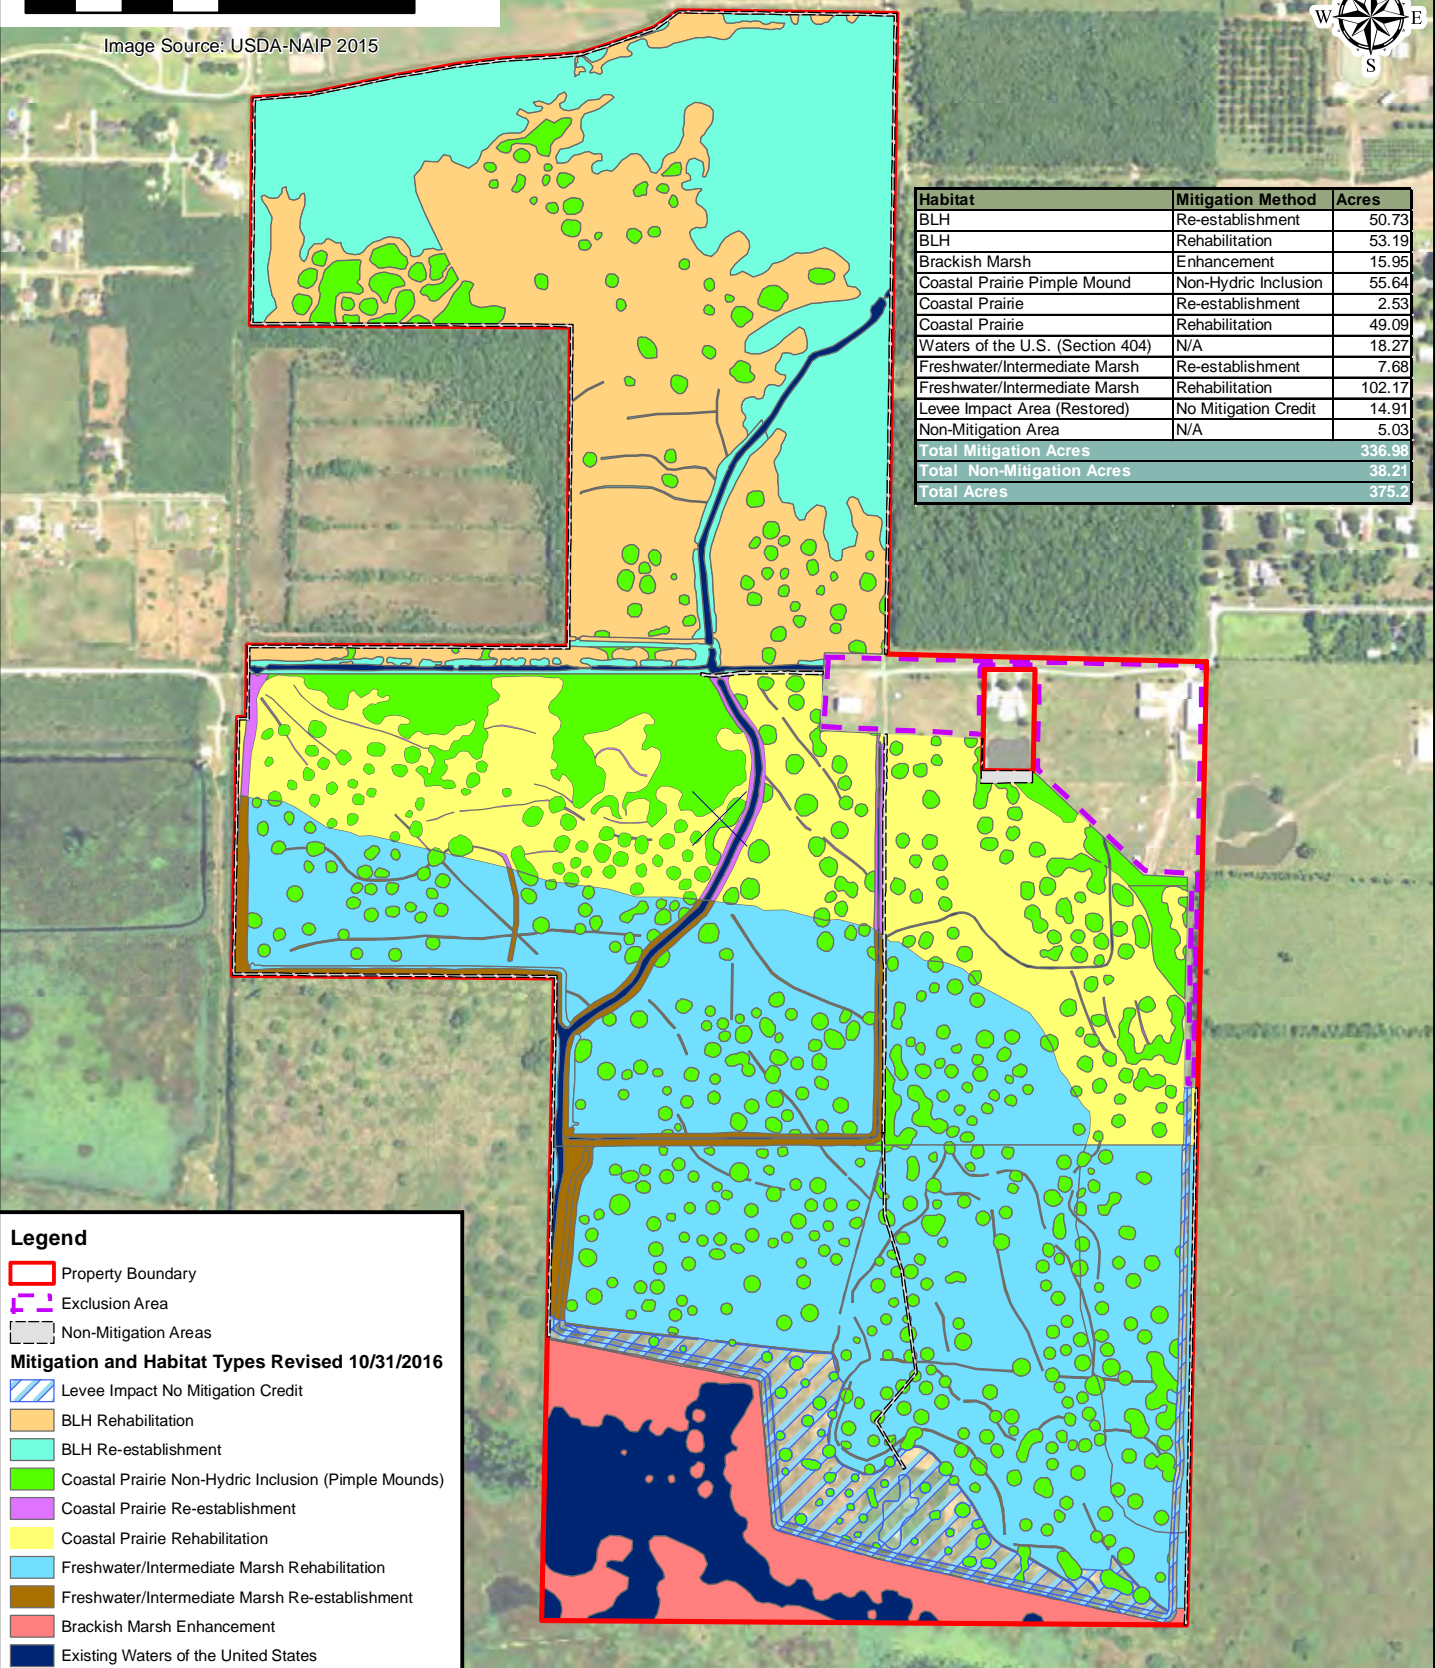 Image Source: USDA-NAIP 2015
W E
S
Habitat Mitigation Method Acres
BLH Re-establishment 50.73
BLH Rehabilitation 53.19
Brackish Marsh Enhancement 15.95
Coastal Prairie Pimple Mound Non-Hydric Inclusion 55.64
Coastal Prairie Re-establishment 2.53
Coastal Prairie Rehabilitation 49.09
Waters of the U.S. (Section 404) N/A 18.27
Freshwater/Intermediate Marsh Re-establishment 7.68
Freshwater/Intermediate Marsh Rehabilitation 102.17
Levee Impact Area (Restored) No Mitigation Credit 14.91
Non-Mitigation Area N/A 5.03
Total Mitigation Acres 336.98
Total Non-Mitigation Acres 38.21
Total Acres 375.2
Legend
Property Boundary
Exclusion Area
Non-Mitigation Areas
Mitigation and Habitat Types Revised 10/31/2016
Levee Impact No Mitigation Credit
BLH Rehabilitation
BLH Re-establishment
Coastal Prairie Non-Hydric Inclusion (Pimple Mounds)
Coastal Prairie Re-establishment
Coastal Prairie Rehabilitation
Freshwater/Intermediate Marsh Rehabilitation
Freshwater/Intermediate Marsh Re-establishment
Brackish Marsh Enhancement
Existing Waters of the United States